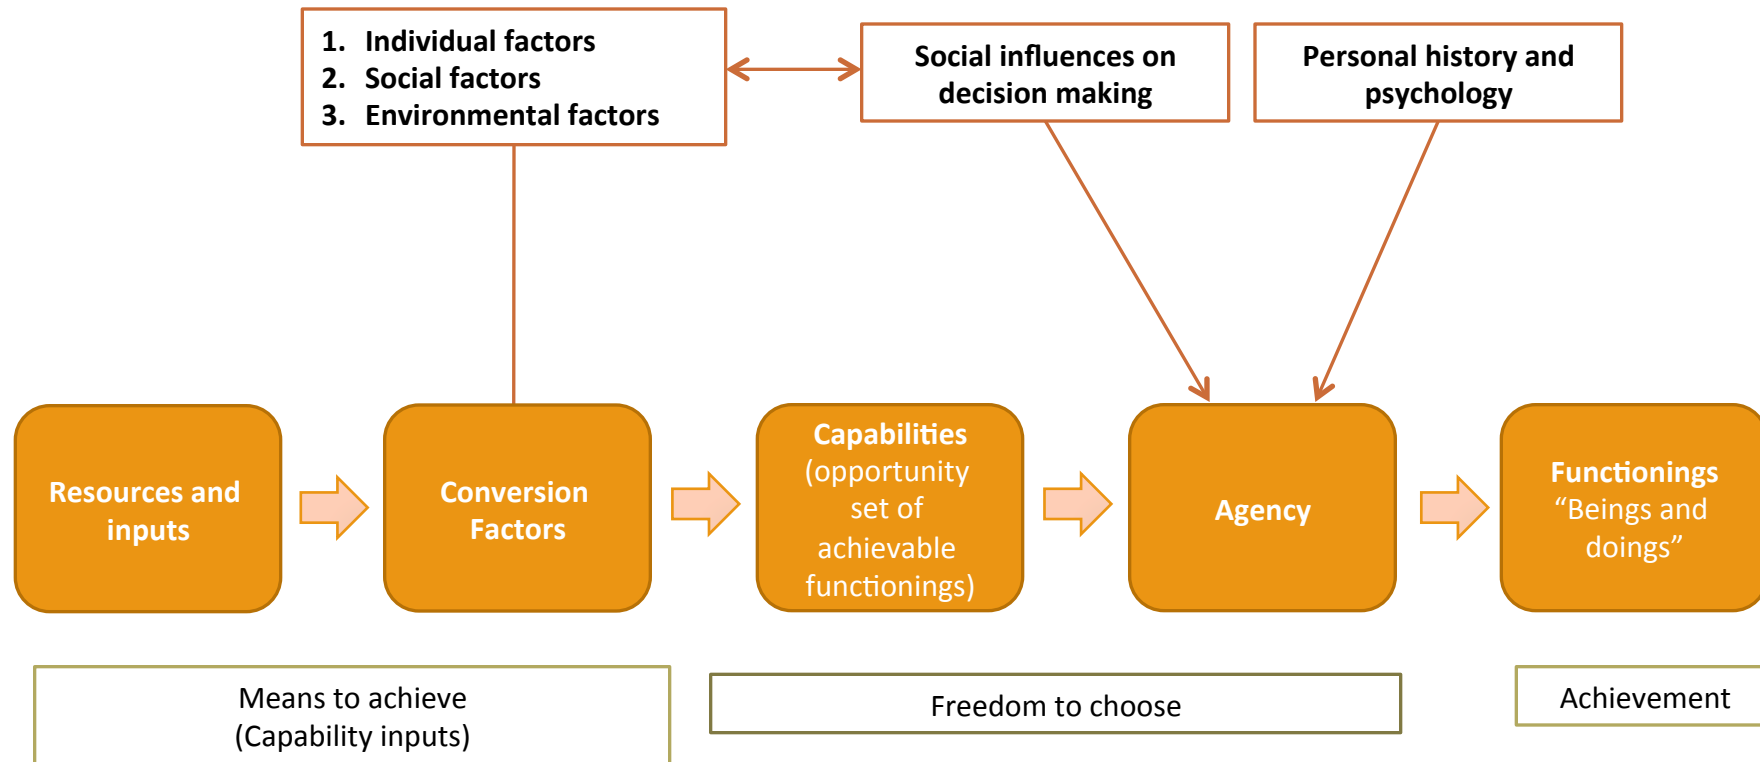 1. Individual factors
2. Social factors
3. Environmental factors
Social influences on
decision making
Personal history and
psychology
Resources and
inputs
Conversion
Factors
Capabilities
(opportunity
set of
achievable
functionings)
Agency
Functionings
“Beings and
doings”
Means to achieve
(Capability inputs)
Freedom to choose
Achievement